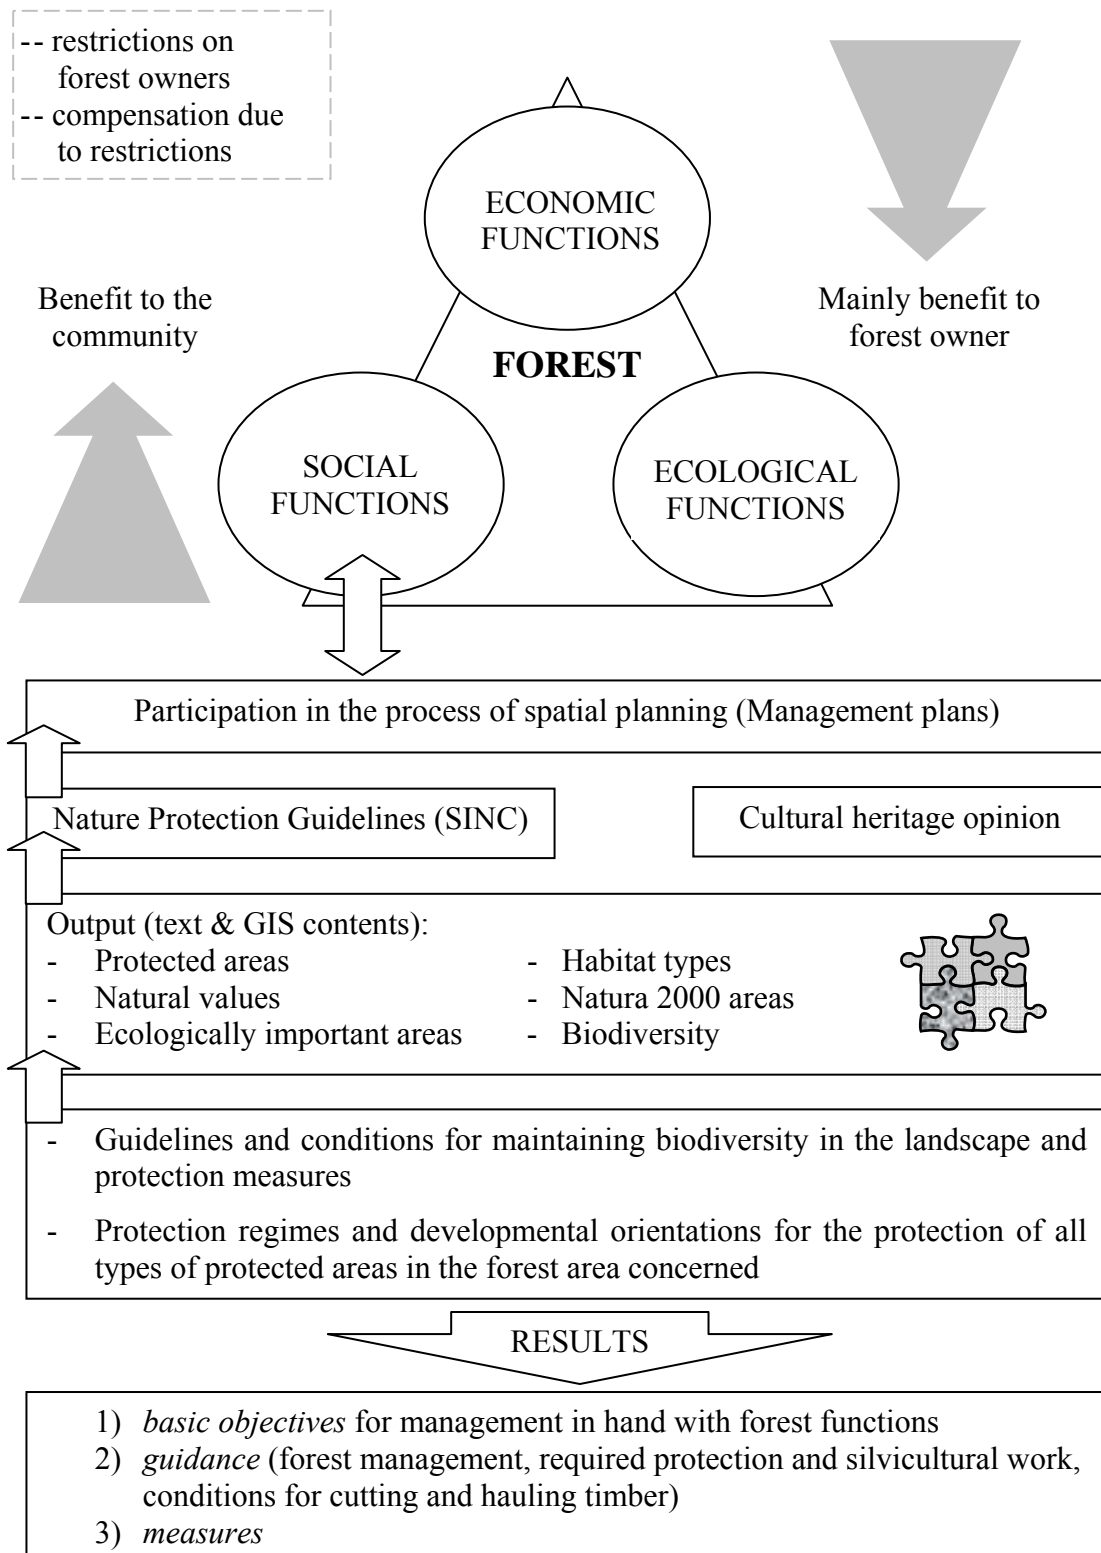 -- restrictions on
forest owners
-- compensation due
to restrictions
ECONOMIC
FUNCTIONS
Benefit to the
community
Mainly benefit to
forest owner
FOREST
SOCIAL
FUNCTIONS
ECOLOGICAL
FUNCTIONS
Participation in the process of spatial planning (Management plans)
Nature Protection Guidelines (SINC)
Cultural heritage opinion
Output (text & GIS contents):
- Protected areas
- Natural values
- Ecologically important areas
- Habitat types
- Natura 2000 areas
- Biodiversity
- Guidelines and conditions for maintaining biodiversity in the landscape and
protection measures
- Protection regimes and developmental orientations for the protection of all
types of protected areas in the forest area concerned
RESULTS
1) basic objectives for management in hand with forest functions
2) guidance (forest management, required protection and silvicultural work,
conditions for cutting and hauling timber)
3) measures